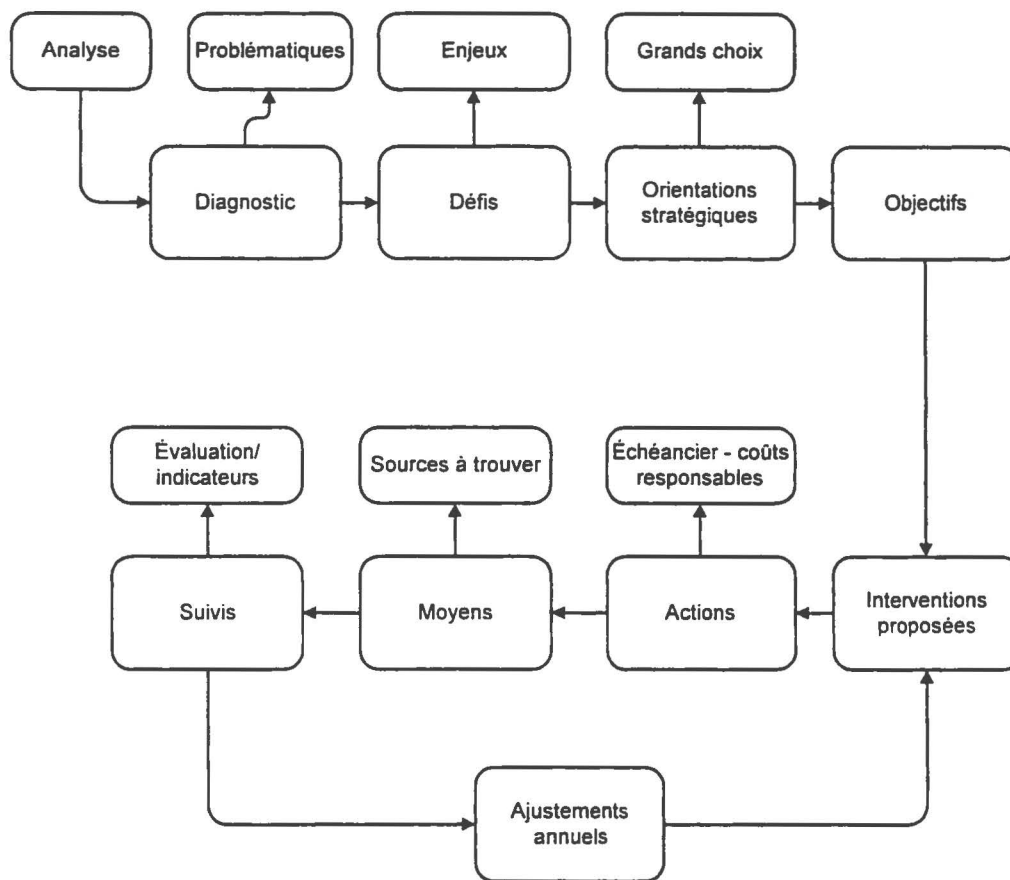 Analyse
Problématiques
Enjeux
Grands choix
Diagnostic
Défis
Orientations
stratégiques
Objectifs
Évaluation/
indicateurs
Sources à trouver
Échéancier - coûts
responsables
Suivis
Moyens
Actions
Interventions
proposées
Ajustements
annuels